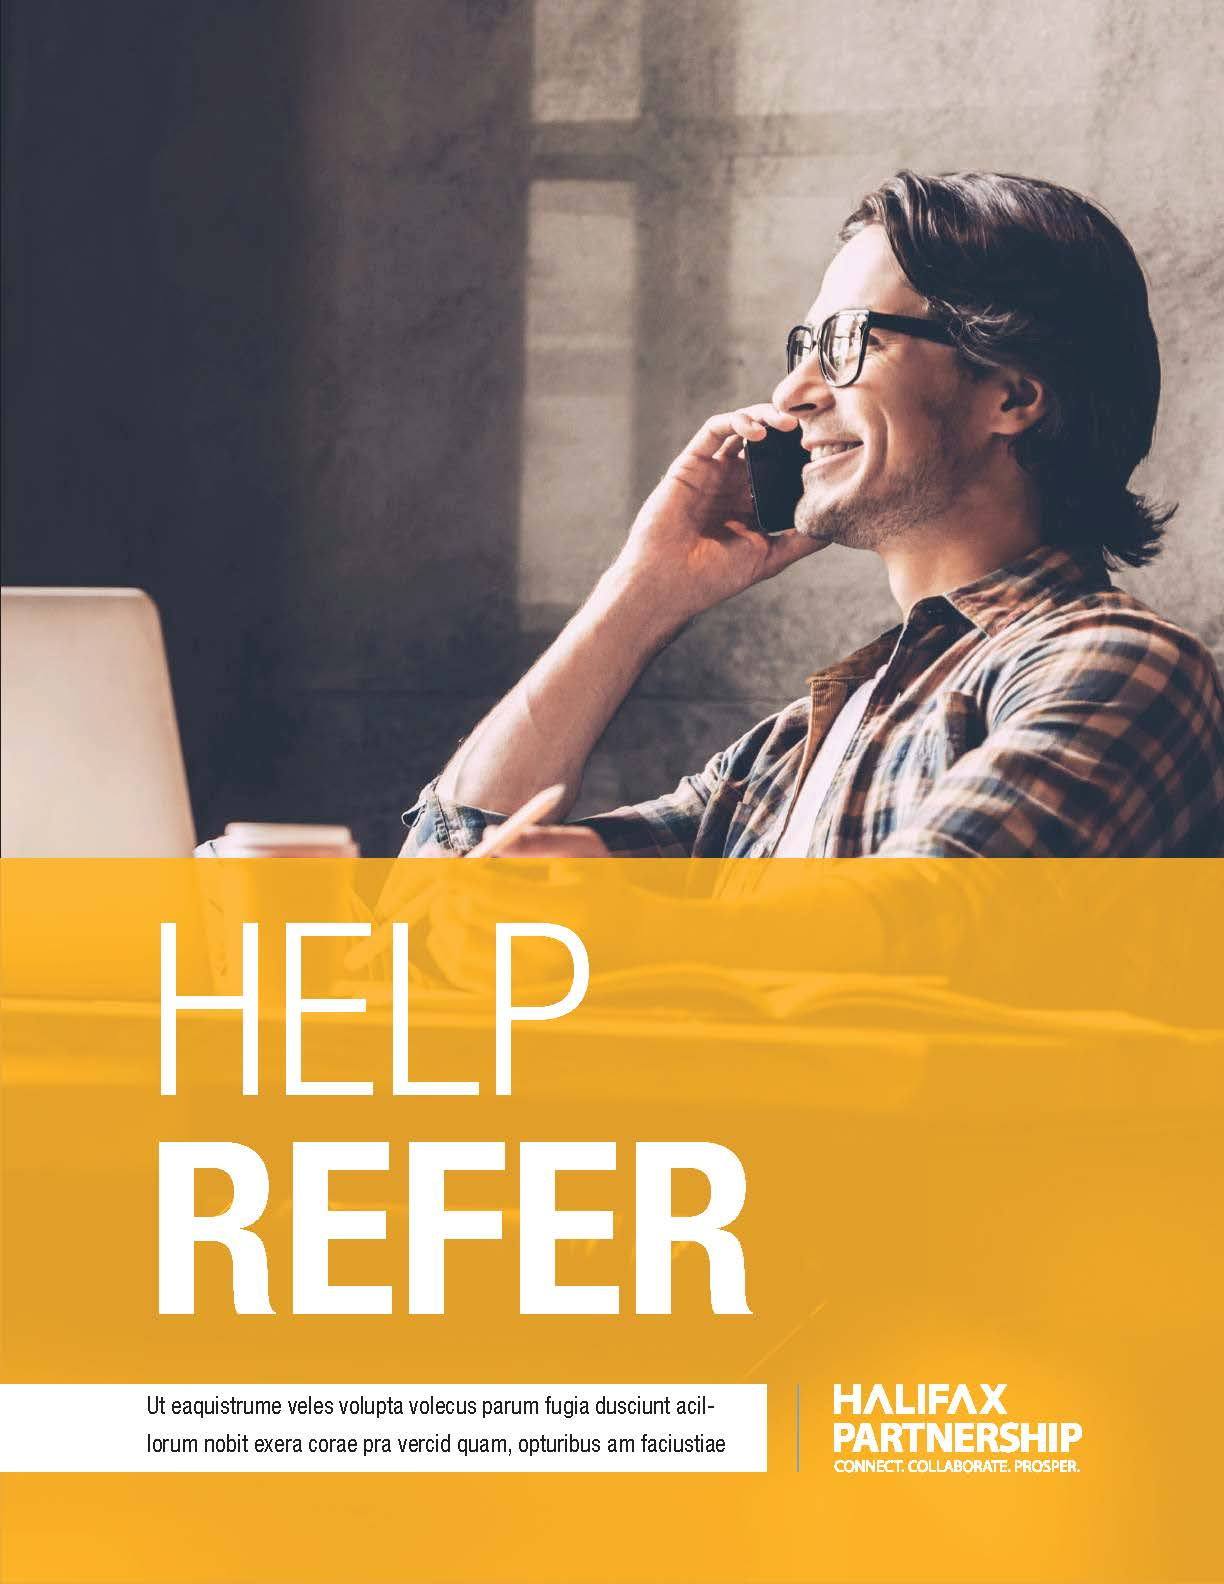 HELP
REFER
Ut eaquistrume veles volupta volecus parum fugia dusciunt acil-
lorum nobit exera corae pra vercid quam, opturibus am faciustiae
HALIFAX
PARTNERSHIP
CONNECT. COLLABORATE. PROSPER.